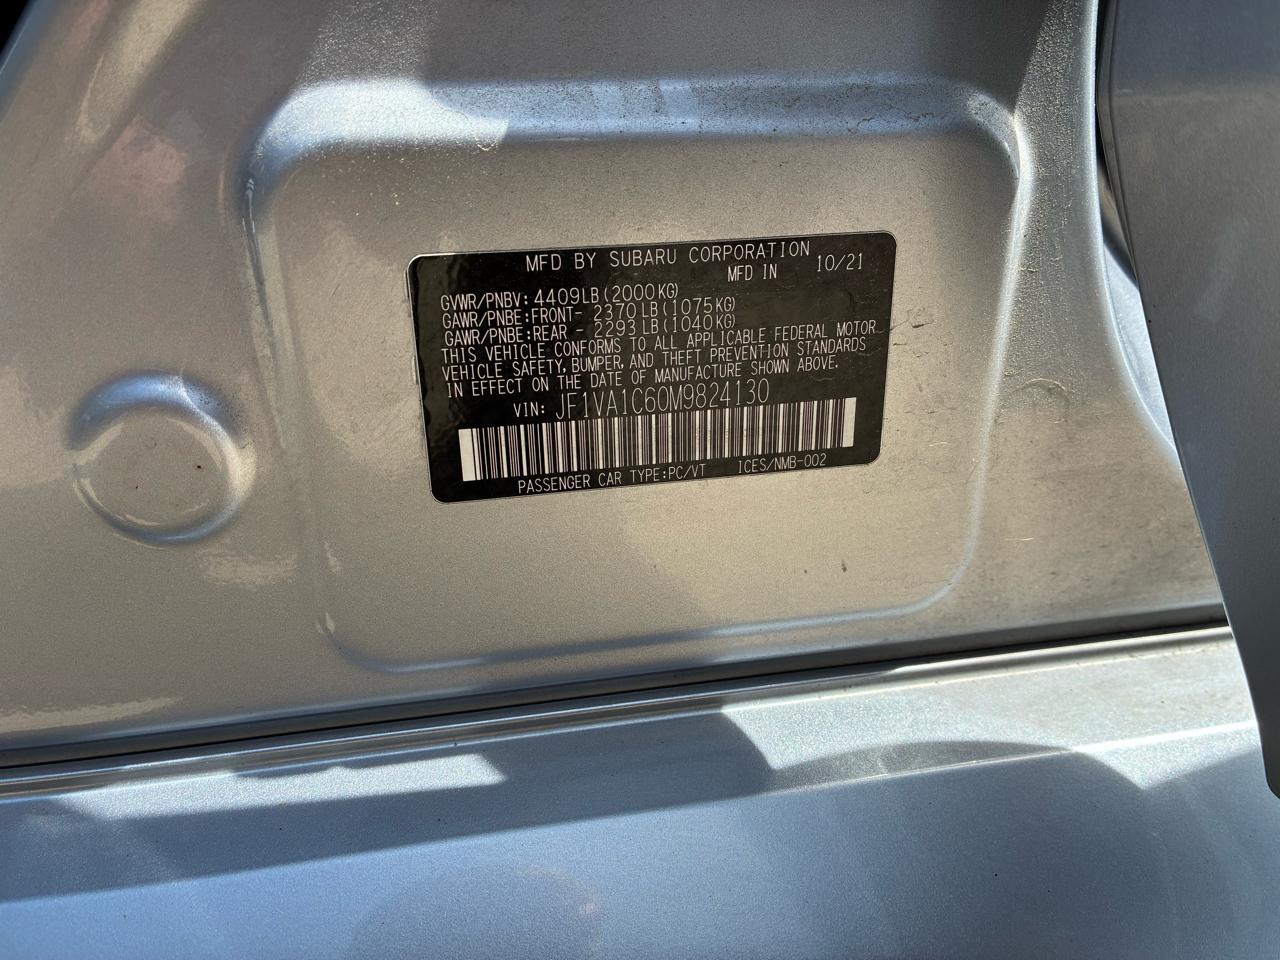 MFD BY SUBARU CORPORATION
MFD IN 10/21
GVWR/PNBV: 4409LB(2000KG)
GAWR/PNBE:FRONT- 2370LB(1075KG)
GAWR/PNBE:REAR - 2293LB(1040KG)
THIS VEHICLE CONFORMS TO ALL APPLICABLE FEDERAL MOTOR
VEHICLE SAFETY, BUMPER, AND THEFT PREVENTION STANDARDS
IN EFFECT ON THE DATE OF MANUFACTURE SHOWN ABOVE.
VIN: JF1VA1C60M9824130
PASSENGER CAR TYPE:PC/VT ICES/NMB-002